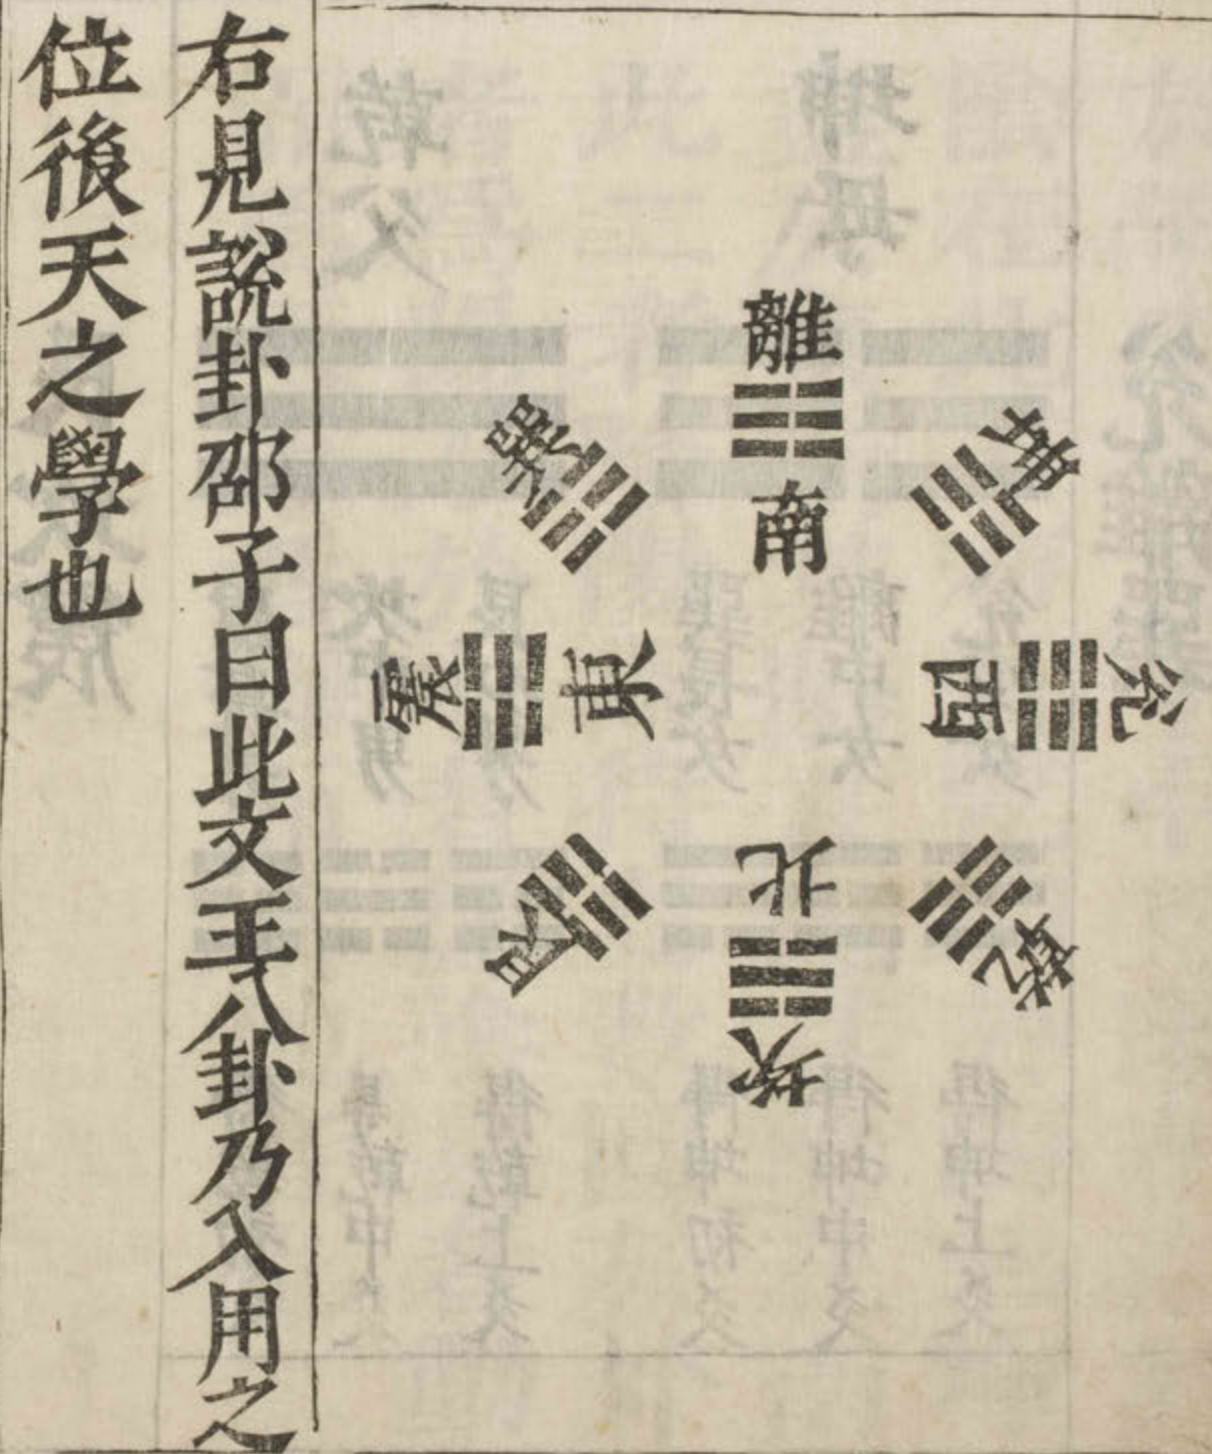 離
南
坤
兌
西
乾
坎
北
艮
震
東
巽
右見說卦邵子曰此文王八卦乃入用之
位後天之學也